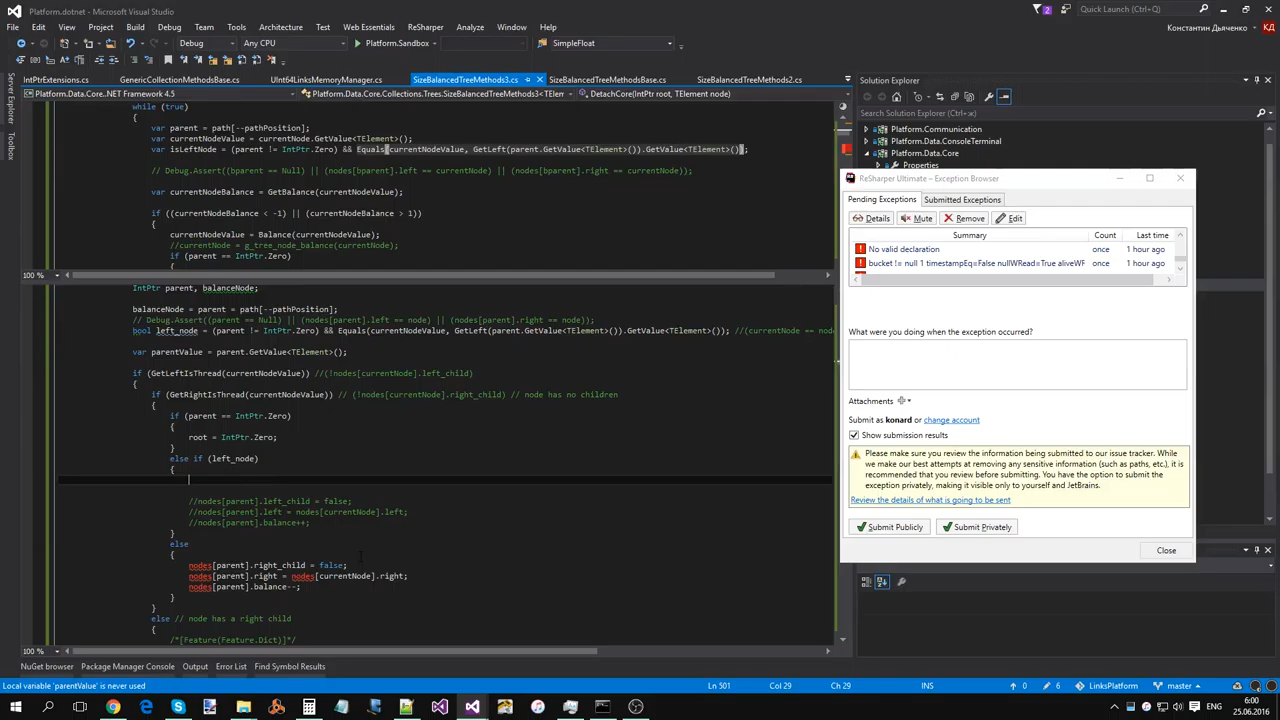 Platform.dotnet - Microsoft Visual Studio
2
Quick Launch (Ctrl+Q)
File Edit View Project Build Debug Team Tools Architecture Test Web Essentials ReSharper Analyze Window Help
Константин Дьяченко КД
Debug Any CPU Platform.Sandbox SimpleFloat
IntPtrExtensions.cs GenericCollectionMethodsBase.cs UInt64LinksMemoryManager.cs SizeBalancedTreeMethods3.cs SizeBalancedTreeMethodsBase.cs SizeBalancedTreeMethods2.cs
Platform.Data.Core..NET Framework 4.5 Platform.Data.Core.Collections.Trees.SizeBalancedTreeMethods3<TElem DetachCore(IntPtr root, TElement node)
Server Explorer
Toolbox
while (true)
{
var parent = path[--pathPosition];
var currentNodeValue = currentNode.GetValue<TElement>();
var isLeftNode = (parent != IntPtr.Zero) && Equals(currentNodeValue, GetLeft(parent.GetValue<TElement>()).GetValue<TElement>());
// Debug.Assert((bparent == Null) || (nodes[bparent].left == currentNode) || (nodes[bparent].right == currentNode));
var currentNodeBalance = GetBalance(currentNodeValue);
if ((currentNodeBalance < -1) || (currentNodeBalance > 1))
{
currentNodeValue = Balance(currentNodeValue);
//currentNode = g_tree_node_balance(currentNode);
if (parent == IntPtr.Zero)
100 %
IntPtr parent, balanceNode;
balanceNode = parent = path[--pathPosition];
// Debug.Assert((parent == Null) || (nodes[parent].left == node) || (nodes[parent].right == node));
bool left_node = (parent != IntPtr.Zero) && Equals(currentNodeValue, GetLeft(parent.GetValue<TElement>()).GetValue<TElement>()); //(currentNode == node
var parentValue = parent.GetValue<TElement>();
if (GetLeftIsThread(currentNodeValue)) //(!nodes[currentNode].left_child)
{
if (GetRightIsThread(currentNodeValue)) // (!nodes[currentNode].right_child) // node has no children
{
if (parent == IntPtr.Zero)
root = IntPtr.Zero;
else if (left_node)
{
//nodes[parent].left_child = false;
//nodes[parent].left = nodes[currentNode].left;
//nodes[parent].balance++;
}
else
{
nodes[parent].right_child = false;
nodes[parent].right = nodes[currentNode].right;
nodes[parent].balance--;
}
}
else // node has a right child
{
/*[Feature(Feature.Dict)]*/
100 %
Solution Explorer
Search Solution Explorer (Ctrl+ж)
Platform.Communication
Platform.Data.ConsoleTerminal
Platform.Data.Core
Properties
ReSharper Ultimate – Exception Browser
Pending Exceptions Submitted Exceptions
Details Mute Remove Edit
Summary Count Last time
No valid declaration once 1 hour ago
bucket != null 1 timestampEq=False nullWRead=True aliveWF once 1 hour ago
What were you doing when the exception occurred?
Attachments
Submit as konard or change account
Show submission results
Please make sure you review the information being submitted to our issue tracker. While
we make our best attempts at removing any sensitive information (such as paths, etc.), it is
recommended that you review before submitting. You have the option to submit the
exception privately, making it visible only to yourself and JetBrains.
Review the details of what is going to be sent
Submit Publicly Submit Privately
Close
NuGet browser Package Manager Console Output Error List Find Symbol Results
Local variable 'parentValue' is never used Ln 501 Col 29 Ch 29 INS 0 6 LinksPlatform master
ENG 6:00
25.06.2016